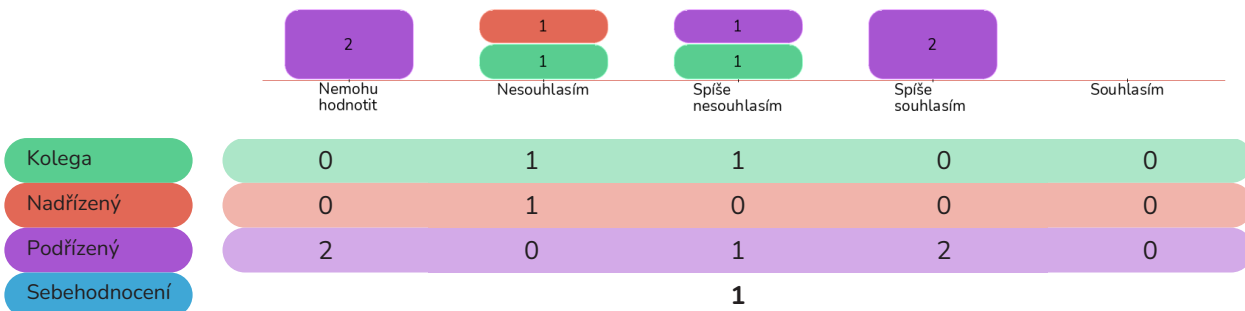 2 1 1 2
1 1
Nemohu hodnotit Nesouhlasím Spíše nesouhlasím Spíše souhlasím Souhlasím
Kolega 0 1 1 0 0
Nadřízený 0 1 0 0 0
Podřízený 2 0 1 2 0
Sebehodnocení 1